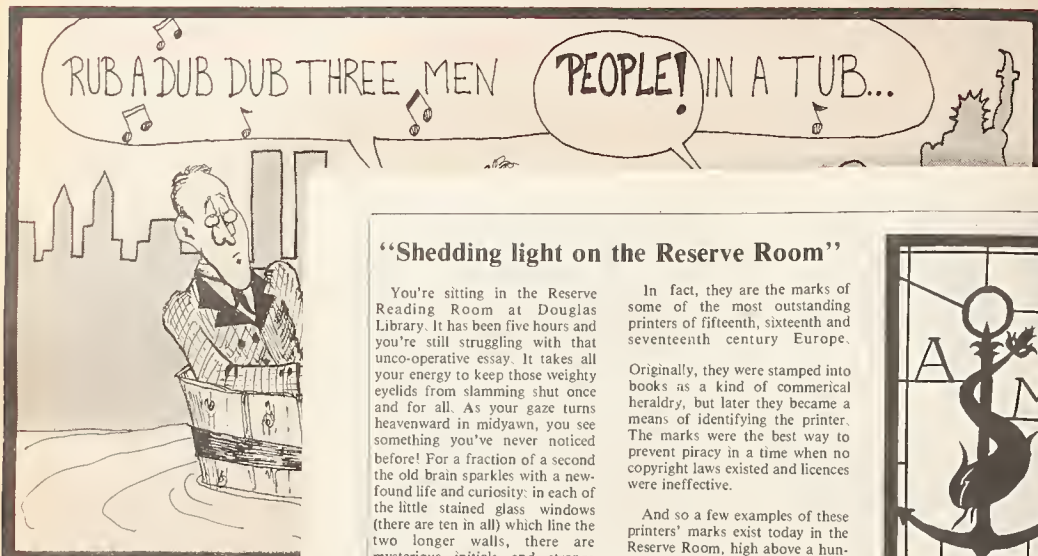 RUB A DUB DUB THREE MEN PEOPLE! IN A TUB...
"Shedding light on the Reserve Room"
You're sitting in the Reserve
Reading Room at Douglas
Library. It has been five hours and
you're still struggling with that
unco-operative essay. It takes all
your energy to keep those weighty
eyelids from slamming shut once
and for all. As your gaze turns
heavenward in midyawn, you see
something you've never noticed
before! For a fraction of a second
the old brain sparkles with a new-
found life and curiosity: in each of
the little stained glass windows
(there are ten in all) which line the
two longer walls, there are
mysterious initials and
In fact, they are the marks of
some of the most outstanding
printers of fifteenth, sixteenth and
seventeenth century Europe.
Originally, they were stamped into
books as a kind of commerical
heraldry, but later they became a
means of identifying the printer.
The marks were the best way to
prevent piracy in a time when no
copyright laws existed and licences
were ineffective.
And so a few examples of these
printers' marks exist today in the
Reserve Room, high above a hun-
A